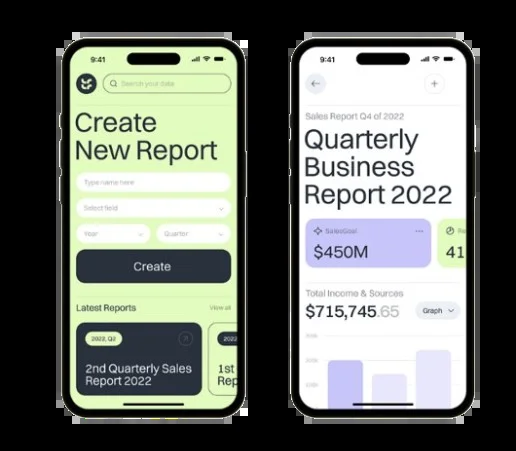 9:41
Search your data
Create
New Report
Type name here
Select field
Year
Quarter
Create
Latest Reports
View all
2022, Q2
2022
2nd Quarterly Sales
Report 2022
1st
Rep
9:41
Sales Report Q4 of 2022
Quarterly
Business
Report 2022
SalesGoal
$450M
41
Total Income & Sources
$715,745.65
Graph